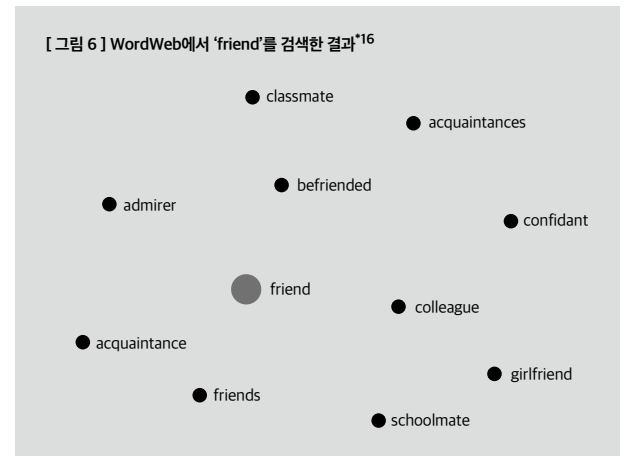 [ 그림 6 ] WordWeb에서 ‘friend’를 검색한 결과*16
classmate
acquaintances
befriended
admirer
confidant
friend
colleague
acquaintance
girlfriend
friends
schoolmate